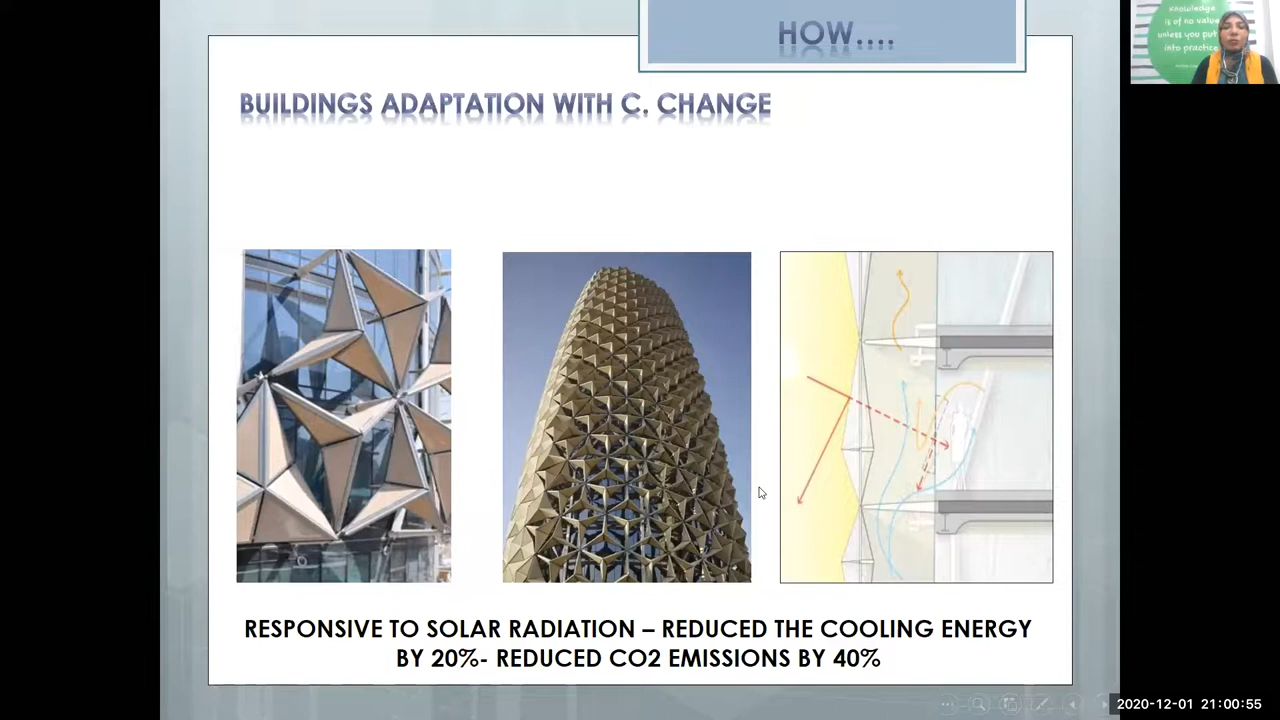 HOW....
BUILDINGS ADAPTATION WITH C. CHANGE
RESPONSIVE TO SOLAR RADIATION – REDUCED THE COOLING ENERGY
BY 20%- REDUCED CO2 EMISSIONS BY 40%
Knowledge
is of no value
unless you put
into practice
2020-12-01 21:00:55